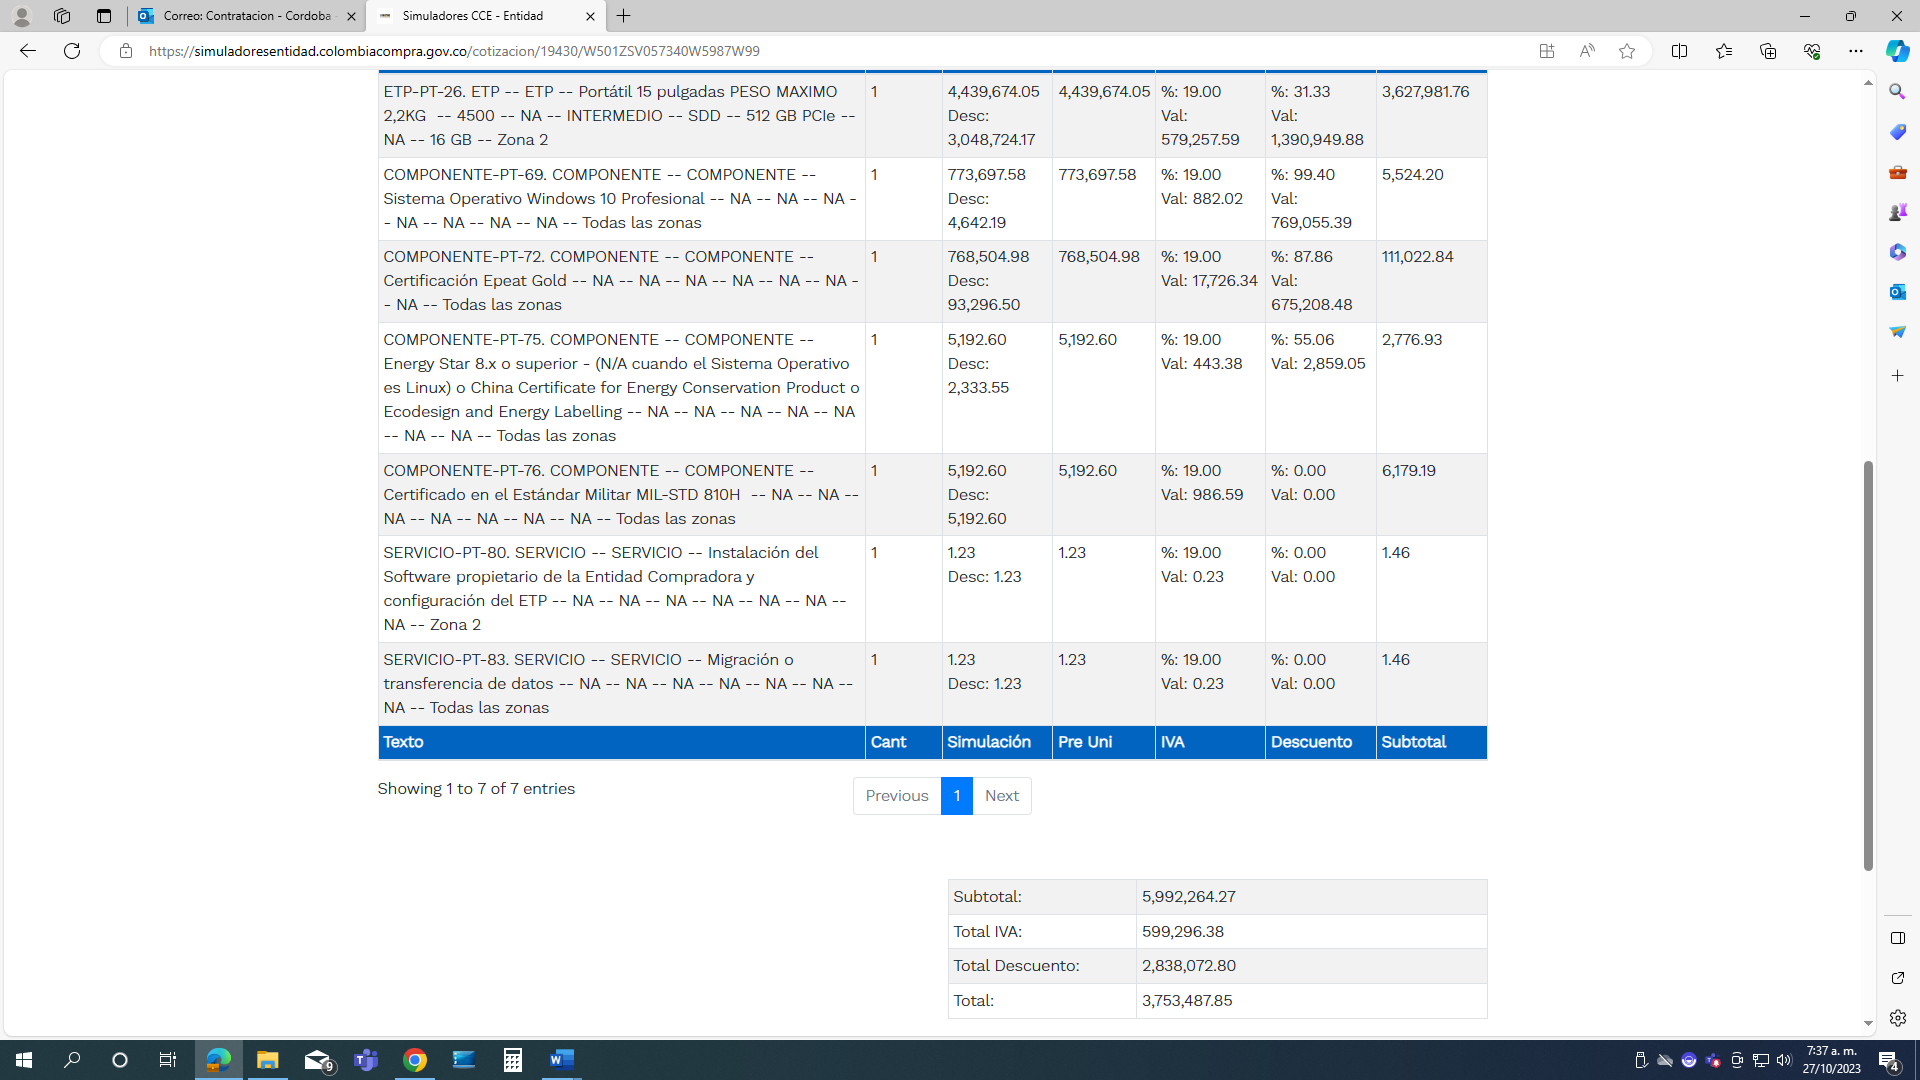 Correo: Contratacion - Cordoba
Simuladores CCE - Entidad
https://simuladoresentidad.colombiacompra.gov.co/cotizacion/19430/W501ZSV057340W5987W99
ETP-PT-26. ETP -- ETP -- Portátil 15 pulgadas PESO MAXIMO 1 4,439,674.05 4,439,674.05 %: 19.00 %: 31.33 3,627,981.76
2,2KG -- 4500 -- NA -- INTERMEDIO -- SDD -- 512 GB PCIe -- Desc: Val: Val:
NA -- 16 GB -- Zona 2 3,048,724.17 579,257.59 1,390,949.88
COMPONENTE-PT-69. COMPONENTE -- COMPONENTE -- 1 773,697.58 773,697.58 %: 19.00 %: 99.40 5,524.20
Sistema Operativo Windows 10 Profesional -- NA -- NA -- NA - Desc: Val: 882.02 Val:
- NA -- NA -- NA -- NA -- Todas las zonas 4,642.19 769,055.39
COMPONENTE-PT-72. COMPONENTE -- COMPONENTE -- 1 768,504.98 768,504.98 %: 19.00 %: 87.86 111,022.84
Certificación Epeat Gold -- NA -- NA -- NA -- NA -- NA -- NA - Desc: Val: 17,726.34 Val:
- NA -- Todas las zonas 93,296.50 675,208.48
COMPONENTE-PT-75. COMPONENTE -- COMPONENTE -- 1 5,192.60 5,192.60 %: 19.00 %: 55.06 2,776.93
Energy Star 8.x o superior - (N/A cuando el Sistema Operativo Desc: Val: 443.38 Val: 2,859.05
es Linux) o China Certificate for Energy Conservation Product o 2,333.55
Ecodesign and Energy Labelling -- NA -- NA -- NA -- NA -- NA
-- NA -- NA -- Todas las zonas
COMPONENTE-PT-76. COMPONENTE -- COMPONENTE -- 1 5,192.60 5,192.60 %: 19.00 %: 0.00 6,179.19
Certificado en el Estándar Militar MIL-STD 810H -- NA -- NA -- Desc: Val: 986.59 Val: 0.00
NA -- NA -- NA -- NA -- NA -- Todas las zonas 5,192.60
SERVICIO-PT-80. SERVICIO -- SERVICIO -- Instalación del 1 1.23 1.23 %: 19.00 %: 0.00 1.46
Software propietario de la Entidad Compradora y Desc: 1.23 Val: 0.23 Val: 0.00
configuración del ETP -- NA -- NA -- NA -- NA -- NA -- NA --
NA -- Zona 2
SERVICIO-PT-83. SERVICIO -- SERVICIO -- Migración o 1 1.23 1.23 %: 19.00 %: 0.00 1.46
transferencia de datos -- NA -- NA -- NA -- NA -- NA -- NA -- Desc: 1.23 Val: 0.23 Val: 0.00
NA -- Todas las zonas
Texto Cant Simulación Pre Uni IVA Descuento Subtotal
Showing 1 to 7 of 7 entries
Previous 1 Next
Subtotal: 5,992,264.27
Total IVA: 599,296.38
Total Descuento: 2,838,072.80
Total: 3,753,487.85
9
7:37 a. m.
27/10/2023
4